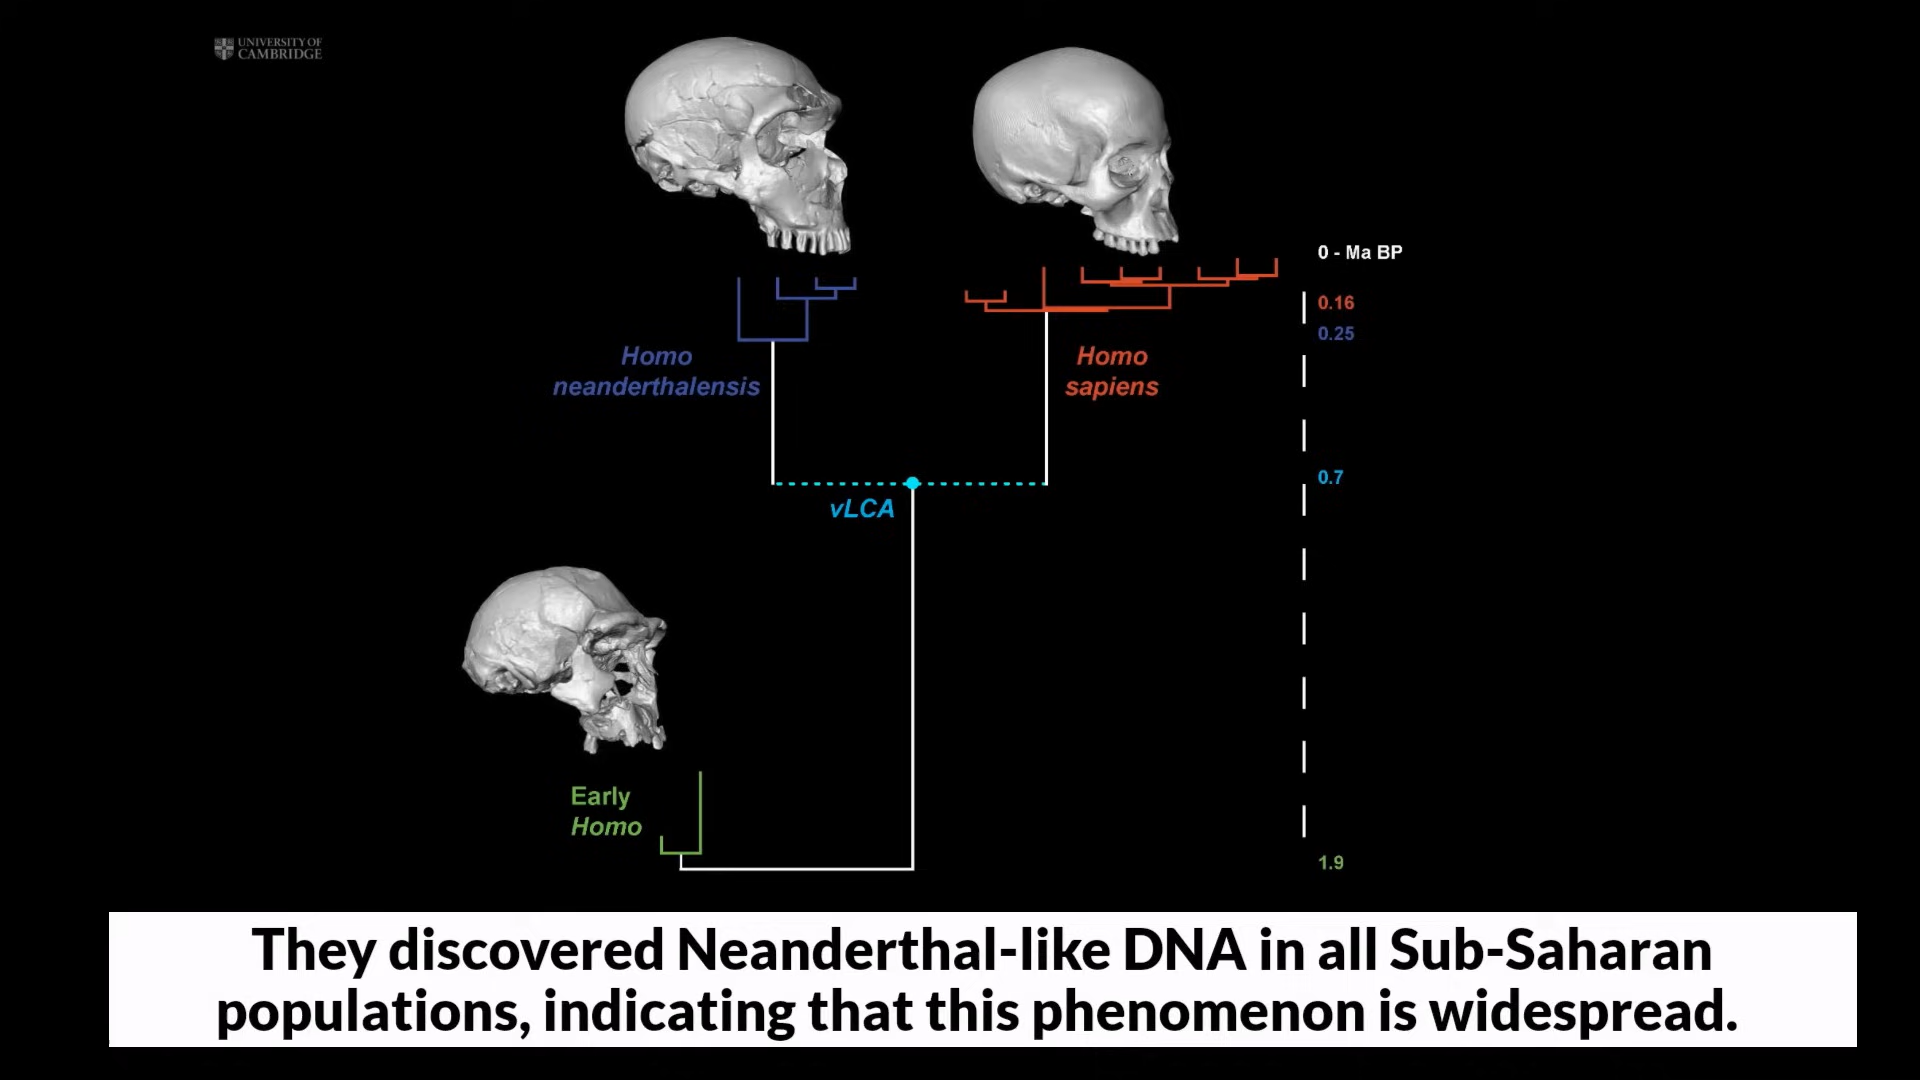 UNIVERSITY OF
CAMBRIDGE
0 - Ma BP
0.16
0.25
Homo
neanderthalensis
Homo
sapiens
0.7
vLCA
Early
Homo
1.9
They discovered Neanderthal-like DNA in all Sub-Saharan
populations, indicating that this phenomenon is widespread.